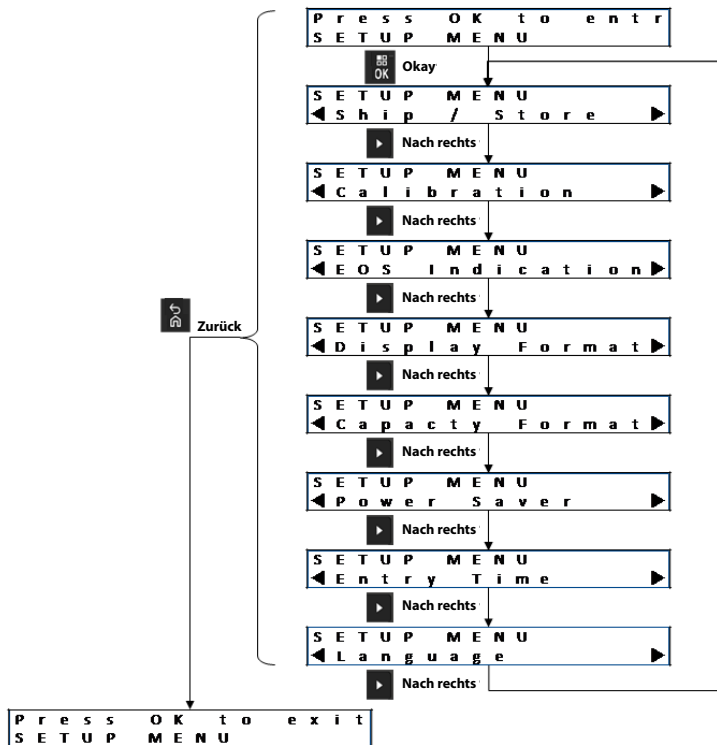 Press OK to entr
SETUP MENU
OK Okay
SETUP MENU
Ship / Store
Nach rechts
SETUP MENU
Calibration
Nach rechts
SETUP MENU
EOS Indication
Nach rechts
Zurück
SETUP MENU
Display Format
Nach rechts
SETUP MENU
Capacty Format
Nach rechts
SETUP MENU
Power Saver
Nach rechts
SETUP MENU
Entry Time
Nach rechts
SETUP MENU
Language
Nach rechts
Press OK to exit
SETUP MENU